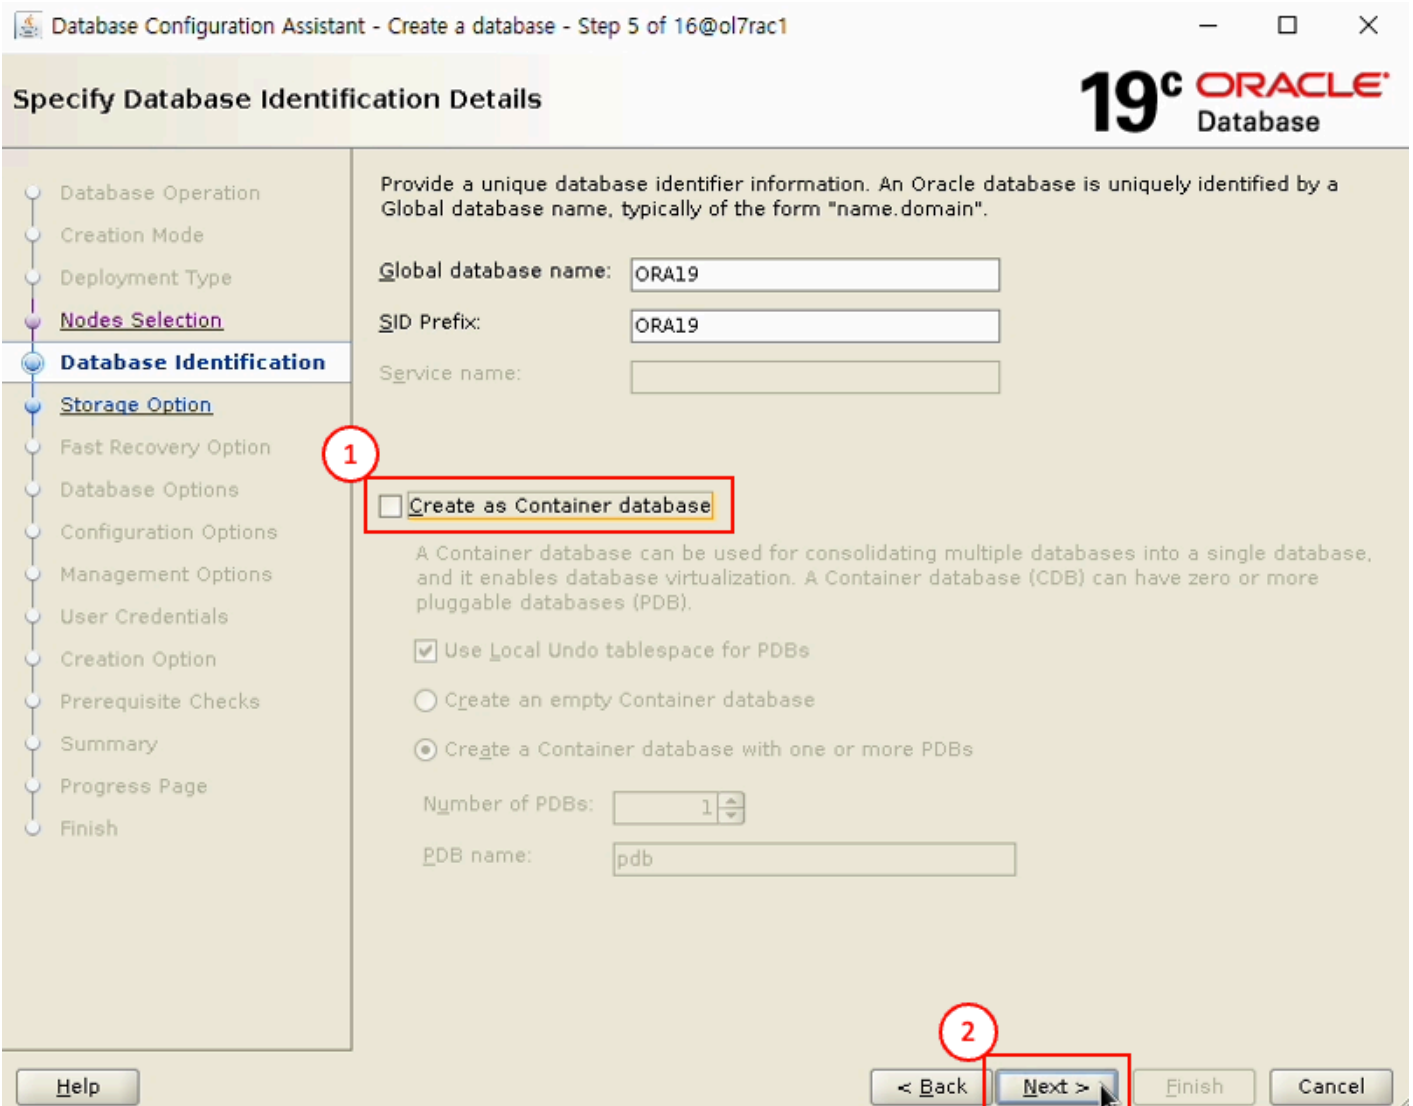 Database Configuration Assistant - Create a database - Step 5 of 16@ol7rac1
Specify Database Identification Details
19c ORACLE
Database
Database Operation
Creation Mode
Deployment Type
Nodes Selection
Database Identification
Storage Option
Fast Recovery Option
Database Options
Configuration Options
Management Options
User Credentials
Creation Option
Prerequisite Checks
Summary
Progress Page
Finish
Provide a unique database identifier information. An Oracle database is uniquely identified by a
Global database name, typically of the form "name.domain".
Global database name: ORA19
SID Prefix: ORA19
Service name:
1
Create as Container database
A Container database can be used for consolidating multiple databases into a single database,
and it enables database virtualization. A Container database (CDB) can have zero or more
pluggable databases (PDB).
Use Local Undo tablespace for PDBs
Create an empty Container database
Create a Container database with one or more PDBs
Number of PDBs: 1
PDB name: pdb
2
Help
< Back
Next >
Finish
Cancel